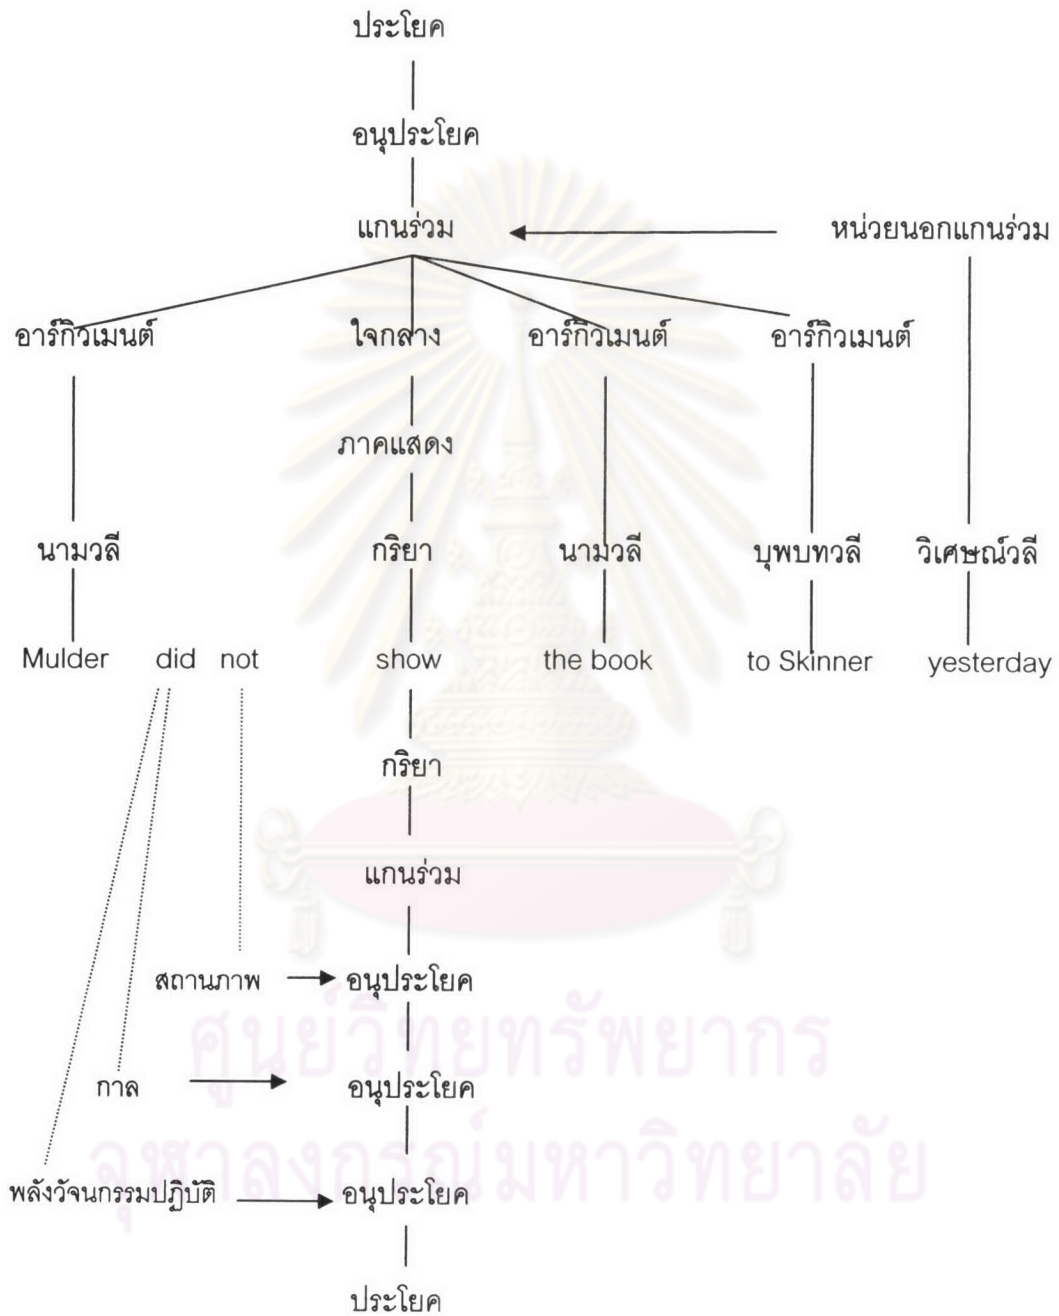 ประโยค
อนุประโยค
แกนร่วม หน่วยนอกแกนร่วม
อาร์กิวเมนต์ ใจกลาง อาร์กิวเมนต์ อาร์กิวเมนต์
ภาคแสดง
นามวลี กริยา นามวลี บุพบทวลี วิเศษณ์วลี
Mulder did not show the book to Skinner yesterday
กริยา
แกนร่วม
สถานภาพ อนุประโยค
ศูนย์วิทยทรัพยากร
กาล อนุประโยค
จุฬาลงกรณ์มหาวิทยาลัย
พลังวัจนกรรมปฏิบัติ อนุประโยค
ประโยค